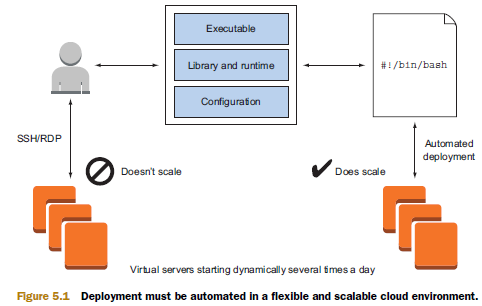 Executable
Library and runtime
#!/bin/bash
Configuration
SSH/RDP
Automated
deployment
Doesn't scale
Does scale
Virtual servers starting dynamically several times a day
Figure 5.1 Deployment must be automated in a flexible and scalable cloud environment.